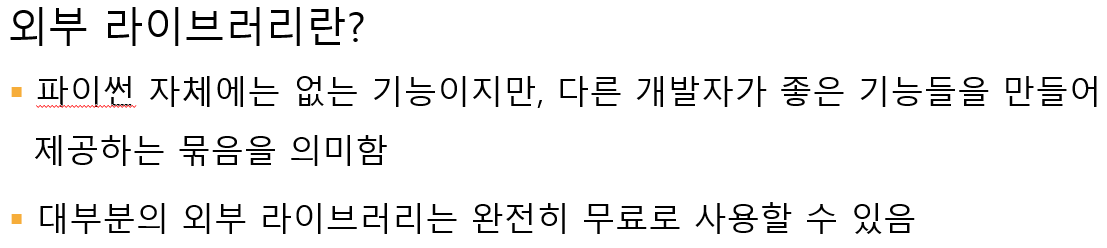 외부 라이브러리란?
▪ 파이썬 자체에는 없는 기능이지만, 다른 개발자가 좋은 기능들을 만들어
제공하는 묶음을 의미함
▪ 대부분의 외부 라이브러리는 완전히 무료로 사용할 수 있음